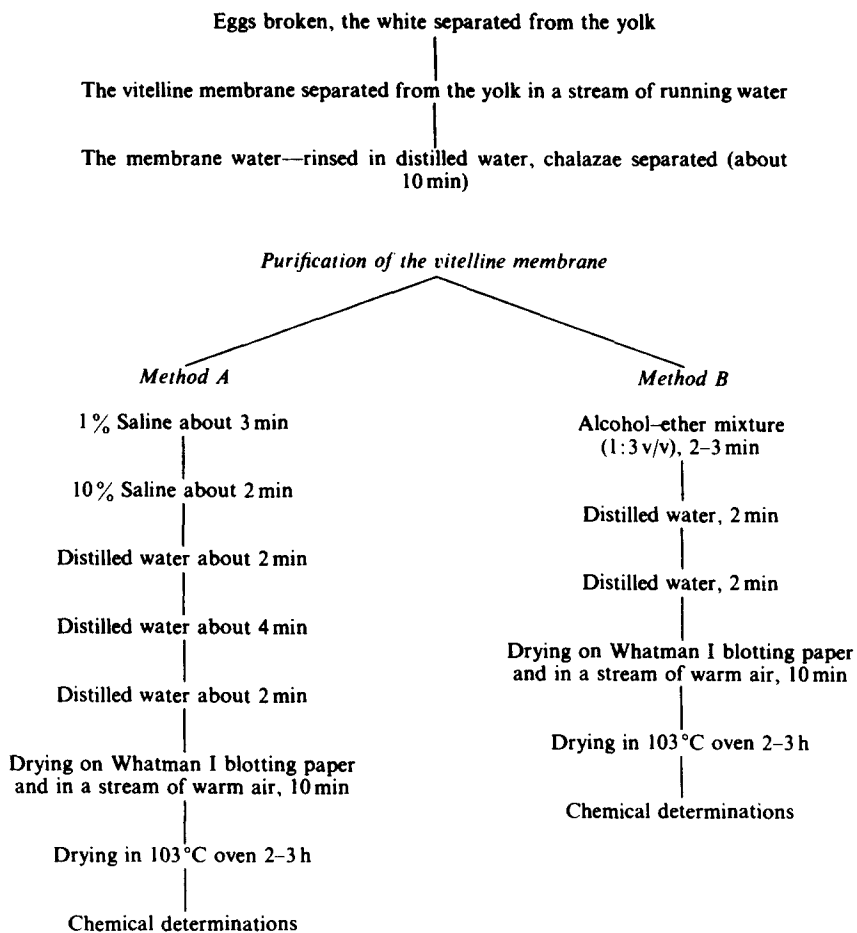 Eggs broken, the white separated from the yolk
The vitelline membrane separated from the yolk in a stream of running water
The membrane water—rinsed in distilled water, chalazae separated (about
10 min)
Purification of the vitelline membrane
Method A
1% Saline about 3 min
10% Saline about 2 min
Distilled water about 2 min
Distilled water about 4 min
Distilled water about 2 min
Drying on Whatman I blotting paper
and in a stream of warm air, 10 min
Drying in 103 °C oven 2–3 h
Chemical determinations
Method B
Alcohol–ether mixture
(1:3 v/v), 2–3 min
Distilled water, 2 min
Distilled water, 2 min
Drying on Whatman I blotting paper
and in a stream of warm air, 10 min
Drying in 103 °C oven 2–3 h
Chemical determinations